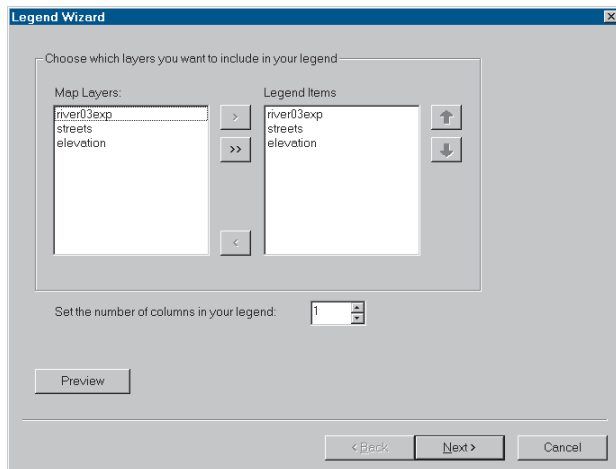 Legend Wizard
Choose which layers you want to include in your legend
Map Layers:
Legend Items
river03exp
streets
elevation
>
>>
<
river03exp
streets
elevation
Set the number of columns in your legend:
1
Preview
< Back
Next >
Cancel